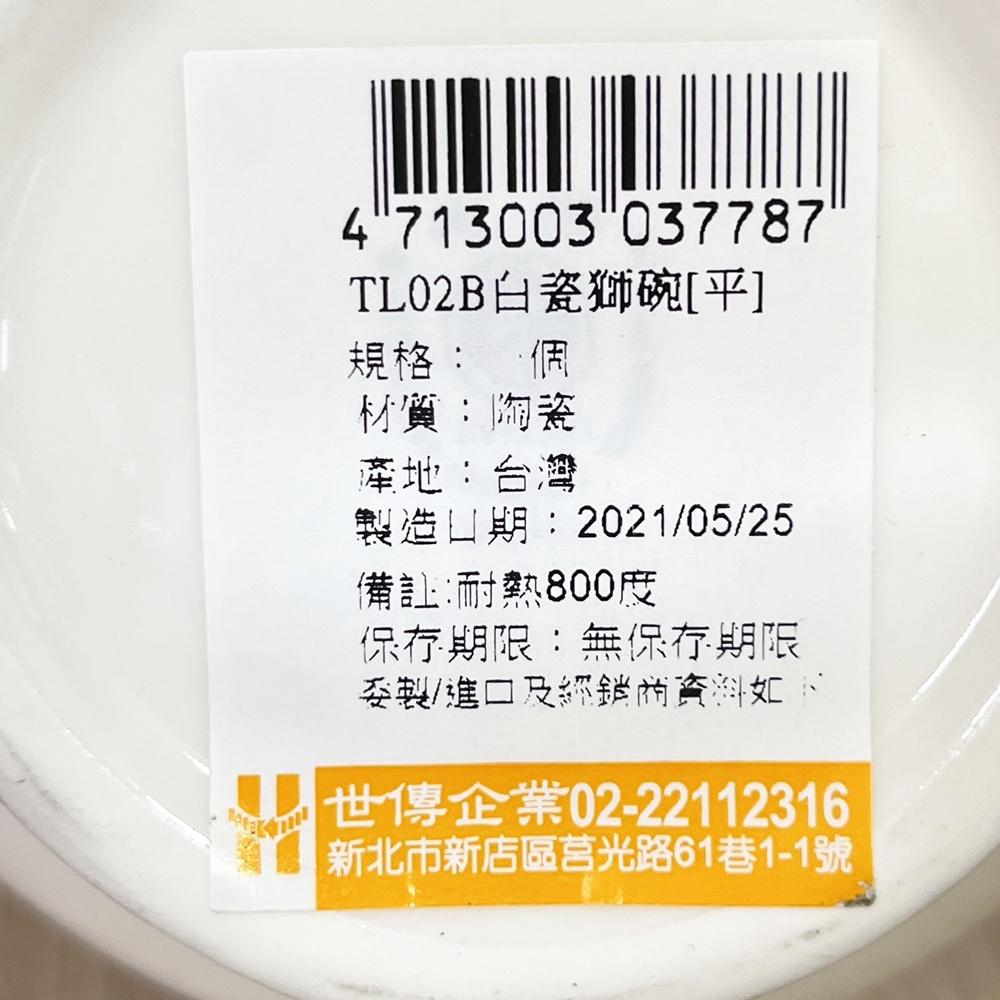 4 713003 037787
TL02B白瓷獅碗[平]
規格： 個
材質：陶瓷
產地：台灣
製造日期：2021/05/25
備註:耐熱800度
保存期限：無保存期限
委製/進口及經銷商資料如下
世傳企業02-22112316
新北市新店區莒光路61巷1-1號